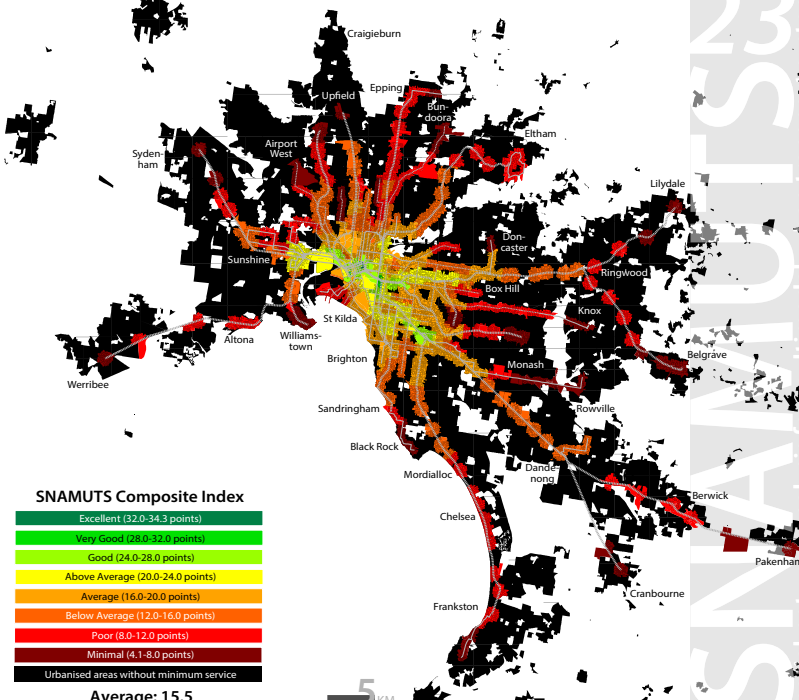 23
SNAMUTS
Craigieburn
Epping
Upfield
Bun-
doora
Eltham
Airport
West
Syden-
ham
Lilydale
Don-
caster
Sunshine
Ringwood
Box Hill
Knox
St Kilda
Altona
Williams-
town
Brighton
Monash
Belgrave
Werribee
Sandringham
Rowville
Black Rock
Mordialloc
Dande-
nong
Berwick
Chelsea
Pakenham
Cranbourne
Frankston
SNAMUTS Composite Index
Excellent (32.0-34.3 points)
Very Good (28.0-32.0 points)
Good (24.0-28.0 points)
Above Average (20.0-24.0 points)
Average (16.0-20.0 points)
Below Average (12.0-16.0 points)
Poor (8.0-12.0 points)
Minimal (4.1-8.0 points)
Urbanised areas without minimum service
Average: 15.5
5 KM